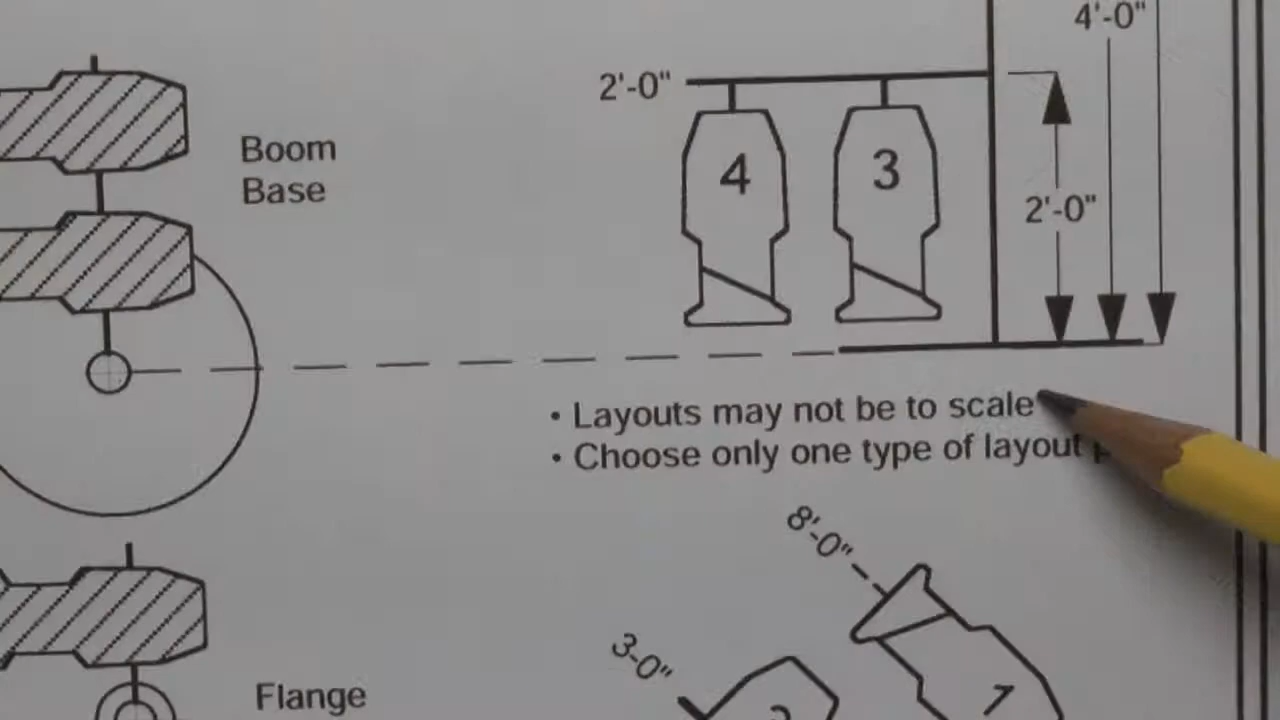 4'-0"
2'-0"
Boom
Base
4
3
2'-0"
• Layouts may not be to scale
• Choose only one type of layout
8'-0"
3-0"
1
Flange